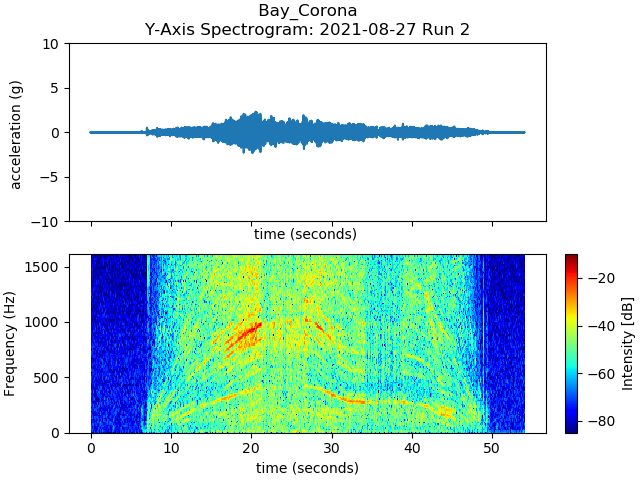 Bay_Corona
Y-Axis Spectrogram: 2021-08-27 Run 2
10
5
0
−5
−10
acceleration (g)
time (seconds)
1500
1000
500
0
Frequency (Hz)
0 10 20 30 40 50
time (seconds)
−20
−40
−60
−80
Intensity [dB]